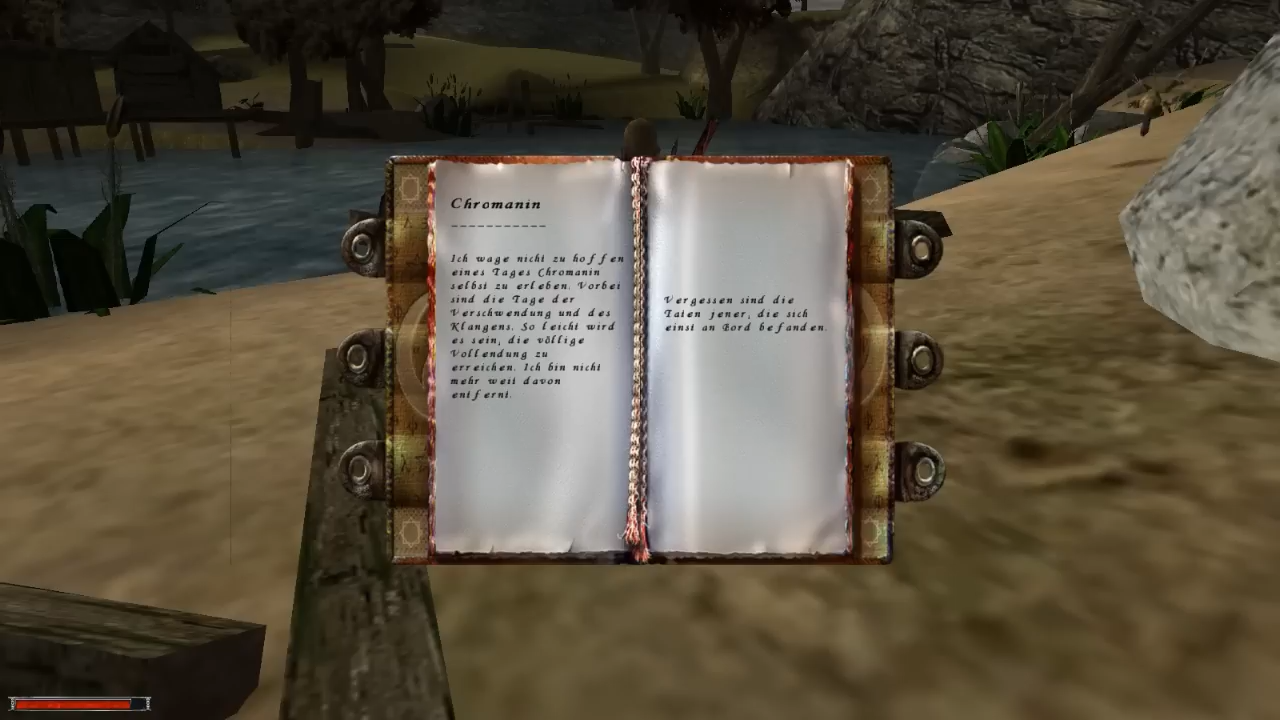 Chromanin
-----------
Ich wage nicht zu hoffen
eines Tages Chromanin
selbst zu erleben. Vorbei
sind die Tage der
Verschwendung und des
Klangens. So leicht wird
es sein, die völlige
Vollendung zu
erreichen. Ich bin nicht
mehr weit davon
entfernt.
Vergessen sind die
Taten jener, die sich
einst an Bord befanden.